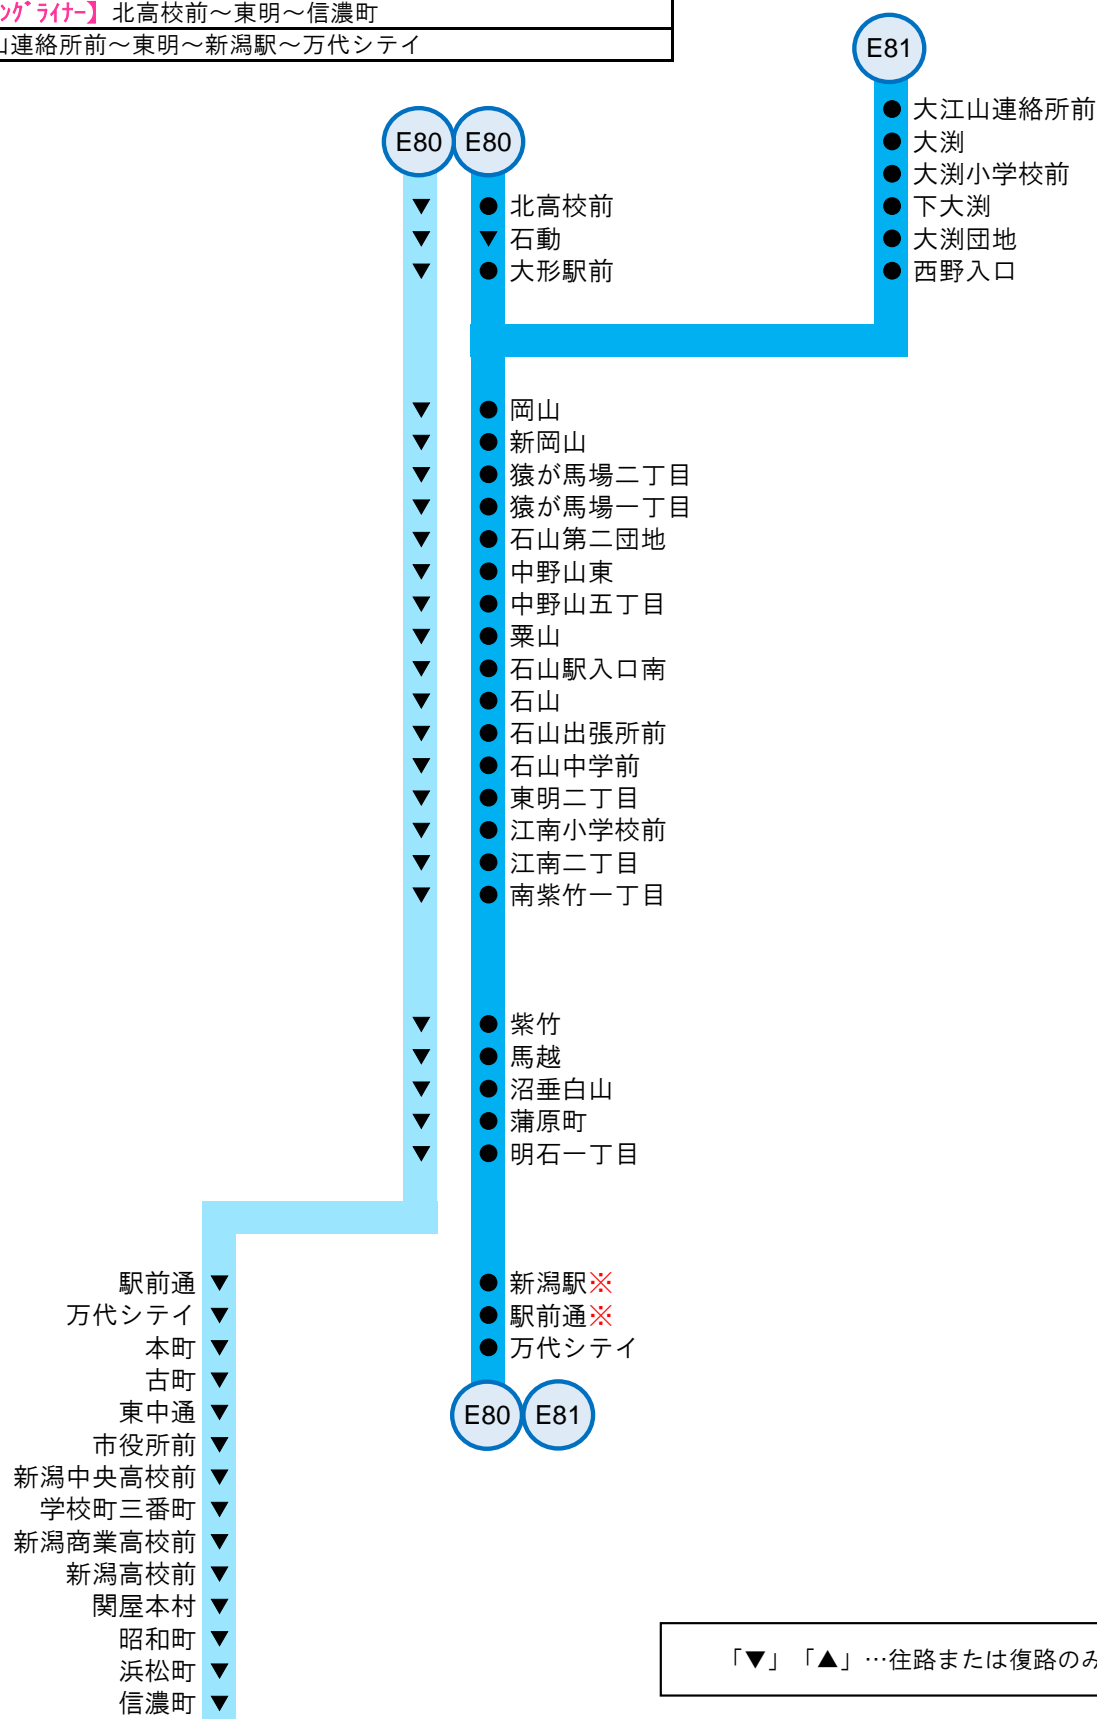 ング ライナー】北高校前～東明～信濃町
山連絡所前～東明～新潟駅～万代シテイ
E81
大江山連絡所前
大渕
大渕小学校前
下大渕
大渕団地
西野入口
E80 E80
▼ ● 北高校前
▼ ▼ 石動
▼ ● 大形駅前
▼ ● 岡山
▼ ● 新岡山
▼ ● 猿が馬場二丁目
▼ ● 猿が馬場一丁目
▼ ● 石山第二団地
▼ ● 中野山東
▼ ● 中野山五丁目
▼ ● 粟山
▼ ● 石山駅入口南
▼ ● 石山
▼ ● 石山出張所前
▼ ● 石山中学前
▼ ● 東明二丁目
▼ ● 江南小学校前
▼ ● 江南二丁目
▼ ● 南紫竹一丁目
▼ ● 紫竹
▼ ● 馬越
▼ ● 沼垂白山
▼ ● 蒲原町
▼ ● 明石一丁目
● 新潟駅※
● 駅前通※
● 万代シテイ
E80 E81
駅前通 ▼
万代シテイ ▼
本町 ▼
古町 ▼
東中通 ▼
市役所前 ▼
新潟中央高校前 ▼
学校町三番町 ▼
新潟商業高校前 ▼
新潟高校前 ▼
関屋本村 ▼
昭和町 ▼
浜松町 ▼
信濃町 ▼
「▼」「▲」…往路または復路のみ